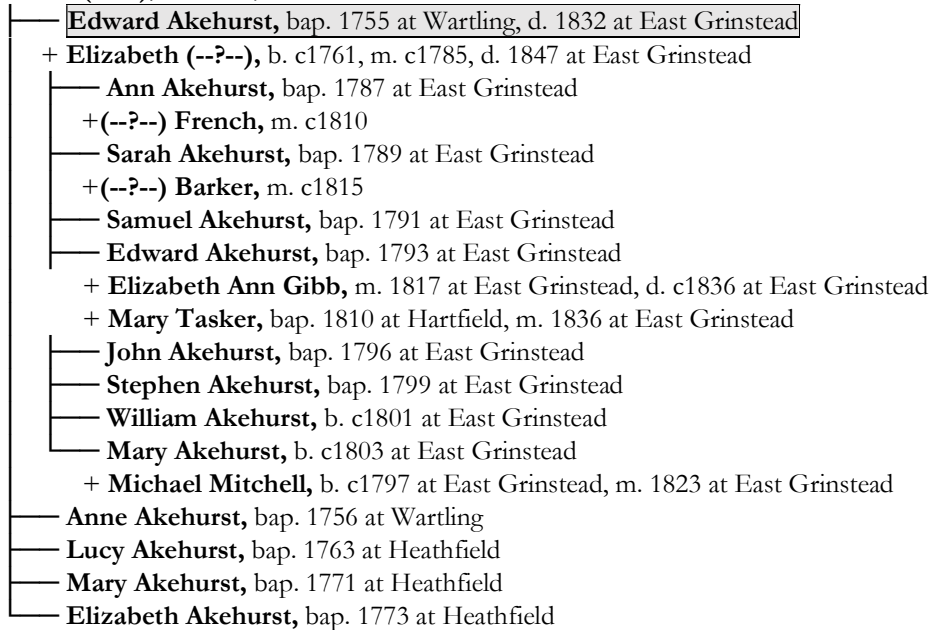 Edward Akehurst, bap. 1755 at Wartling, d. 1832 at East Grinstead
+ Elizabeth (--?--), b. c1761, m. c1785, d. 1847 at East Grinstead
Ann Akehurst, bap. 1787 at East Grinstead
+(--?--) French, m. c1810
Sarah Akehurst, bap. 1789 at East Grinstead
+(--?--) Barker, m. c1815
Samuel Akehurst, bap. 1791 at East Grinstead
Edward Akehurst, bap. 1793 at East Grinstead
+ Elizabeth Ann Gibb, m. 1817 at East Grinstead, d. c1836 at East Grinstead
+ Mary Tasker, bap. 1810 at Hartfield, m. 1836 at East Grinstead
John Akehurst, bap. 1796 at East Grinstead
Stephen Akehurst, bap. 1799 at East Grinstead
William Akehurst, b. c1801 at East Grinstead
Mary Akehurst, b. c1803 at East Grinstead
+ Michael Mitchell, b. c1797 at East Grinstead, m. 1823 at East Grinstead
Anne Akehurst, bap. 1756 at Wartling
Lucy Akehurst, bap. 1763 at Heathfield
Mary Akehurst, bap. 1771 at Heathfield
Elizabeth Akehurst, bap. 1773 at Heathfield